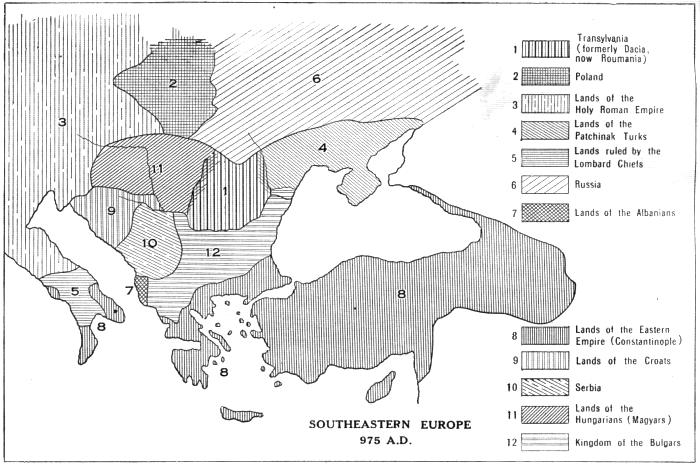 1 Transylvania
(formerly Dacia,
now Roumania)
2 Poland
3 Lands of the
Holy Roman Empire
4 Lands of the
Patchinak Turks
5 Lands ruled by the
Lombard Chiefs
6 Russia
7 Lands of the Albanians
8 Lands of the Eastern
Empire (Constantinople)
9 Lands of the Croats
10 Serbia
11 Lands of the
Hungarians (Magyars)
12 Kingdom of the Bulgars
2
6
3
4
11
1
9
10
12
5
7
8
8
8
SOUTHEASTERN EUROPE
975 A.D.